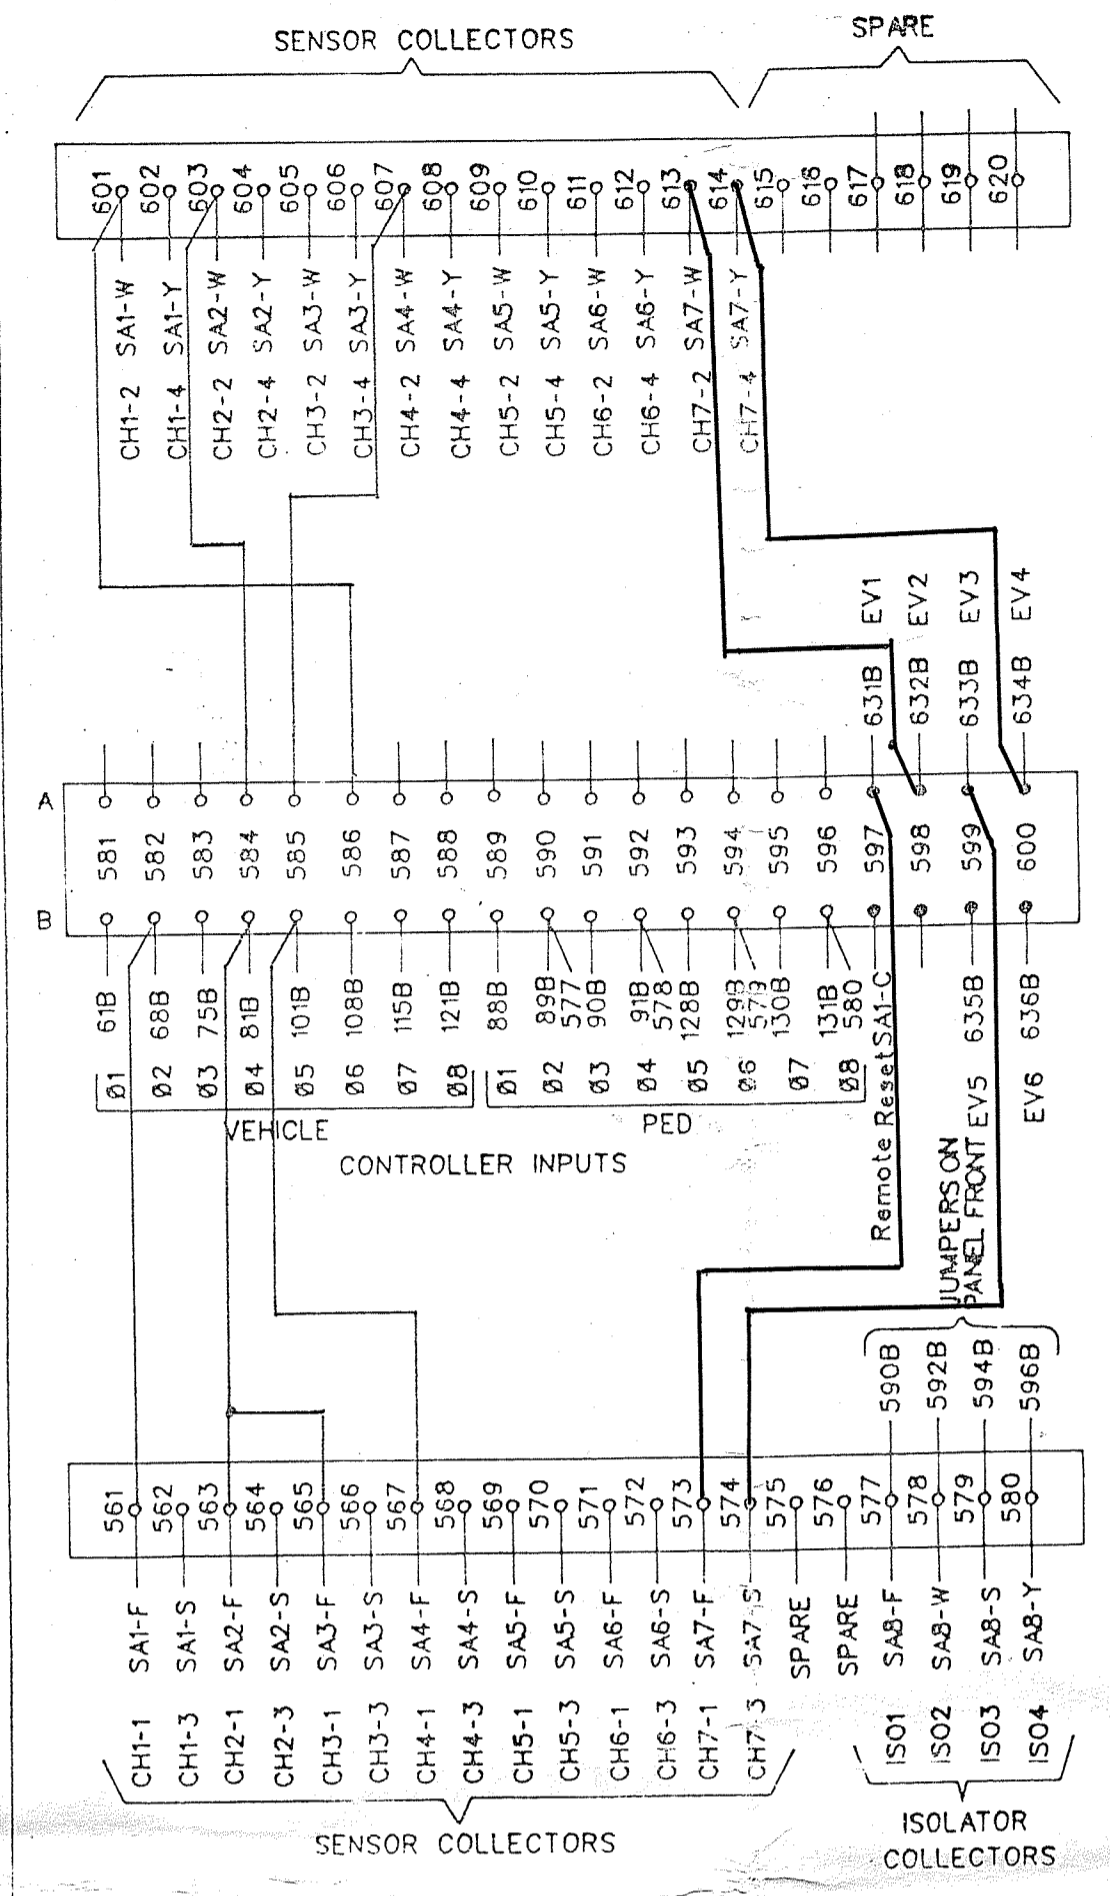 SENSOR COLLECTORS
SPARE
601 602 603 604 605 606 607 608 609 610 611 612 613 614 615 616 617 618 619 620
CH1-2 SA1-W
CH1-4 SA1-Y
CH2-2 SA2-W
CH2-4 SA2-Y
CH3-2 SA3-W
CH3-4 SA3-Y
CH4-2 SA4-W
CH4-4 SA4-Y
CH5-2 SA5-W
CH5-4 SA5-Y
CH6-2 SA6-W
CH6-4 SA6-Y
CH7-2 SA7-W
CH7-4 SA7-Y
631B EV1
632B EV2
633B EV3
634B EV4
A
581 582 583 584 585 586 587 588 589 590 591 592 593 594 595 596 597 598 599 600
B
Ø1 61B
Ø2 68B
Ø3 75B
Ø4 81B
Ø5 101B
Ø6 108B
Ø7 115B
Ø8 121B
Ø1 88B
Ø2 89B
577
Ø3 90B
Ø4 91B
578
Ø5 128B
Ø6 129B
579
Ø7 130B
Ø8 131B
580
Remote Reset SA1-C
EV5 635B
EV6 636B
VEHICLE
PED
CONTROLLER INPUTS
JUMPERS ON
PANEL FRONT
590B
592B
594B
596B
561 562 563 564 565 566 567 568 569 570 571 572 573 574 575 576 577 578 579 580
CH1-1 SA1-F
CH1-3 SA1-S
CH2-1 SA2-F
CH2-3 SA2-S
CH3-1 SA3-F
CH3-3 SA3-S
CH4-1 SA4-F
CH4-3 SA4-S
CH5-1 SA5-F
CH5-3 SA5-S
CH6-1 SA6-F
CH6-3 SA6-S
CH7-1 SA7-F
CH7-3 SA7-S
SPARE
SPARE
ISO1 SA8-F
ISO2 SA8-W
ISO3 SA8-S
ISO4 SA8-Y
SENSOR COLLECTORS
ISOLATOR
COLLECTORS